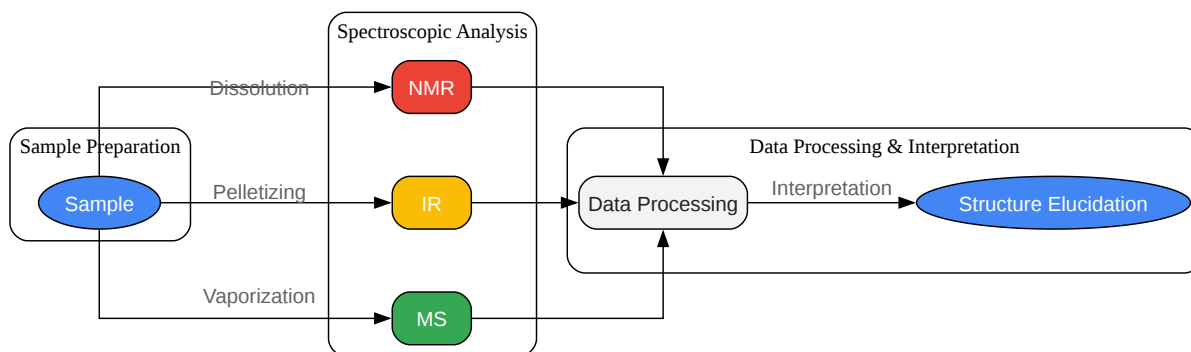 Spectroscopic Analysis
Dissolution
NMR
Sample Preparation
Data Processing & Interpretation
Sample
Pelletizing
IR
Data Processing
Interpretation
Structure Elucidation
Vaporization
MS